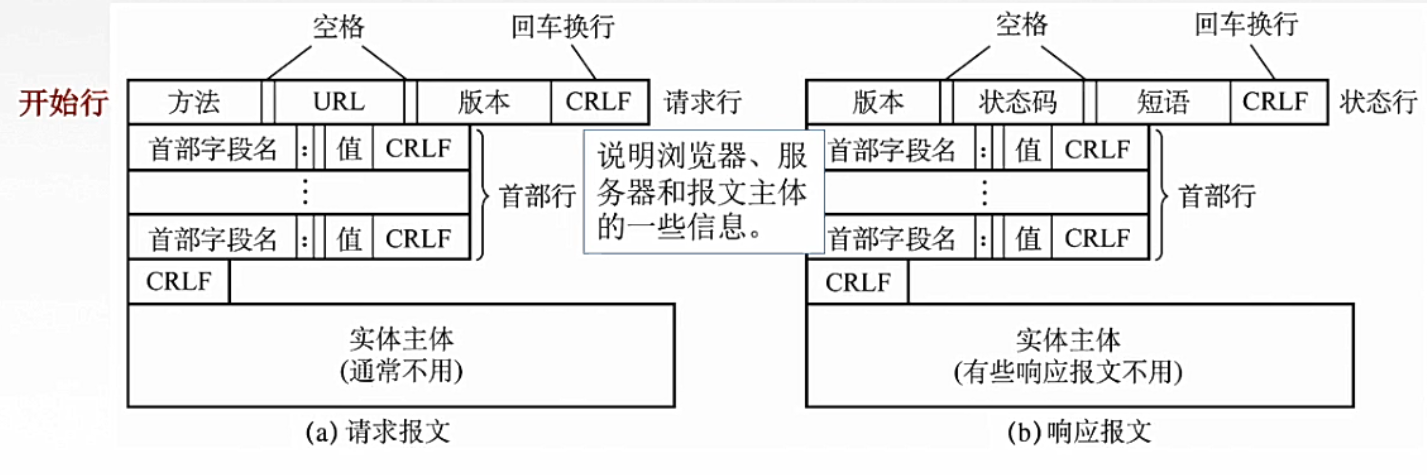 空格 回车换行 空格 回车换行
开始行 方法 URL 版本 CRLF 请求行 版本 状态码 短语 CRLF 状态行
首部字段名 : 值 CRLF 首部字段名 : 值 CRLF
⋮ ⋮
首部行 首部行
首部字段名 : 值 CRLF 首部字段名 : 值 CRLF
说明浏览器、服
务器和报文主体
的一些信息。
CRLF CRLF
实体主体 实体主体
(通常不用) (有些响应报文不用)
(a) 请求报文 (b) 响应报文